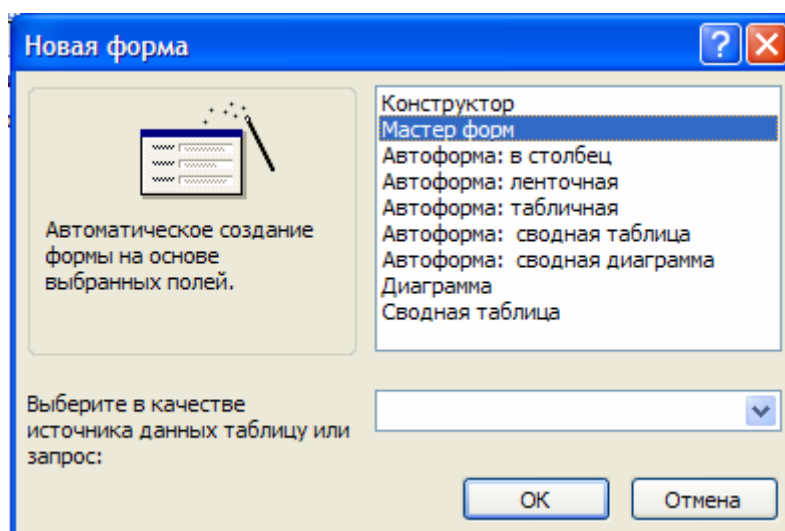 Новая форма
Конструктор
Мастер форм
Автоформа: в столбец
Автоформа: ленточная
Автоформа: табличная
Автоформа: сводная таблица
Автоформа: сводная диаграмма
Диаграмма
Сводная таблица
Автоматическое создание
формы на основе
выбранных полей.
Выберите в качестве
источника данных таблицу или
запрос:
ОК
Отмена